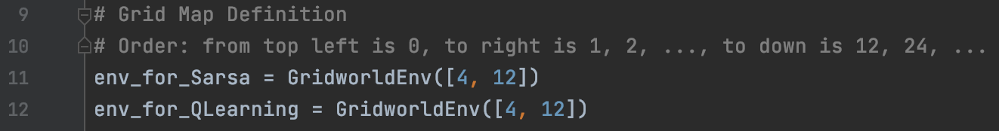 9 # Grid Map Definition
10 # Order: from top left is 0, to right is 1, 2, ..., to down is 12, 24, ...
11 env_for_Sarsa = GridworldEnv([4, 12])
12 env_for_QLearning = GridworldEnv([4, 12])